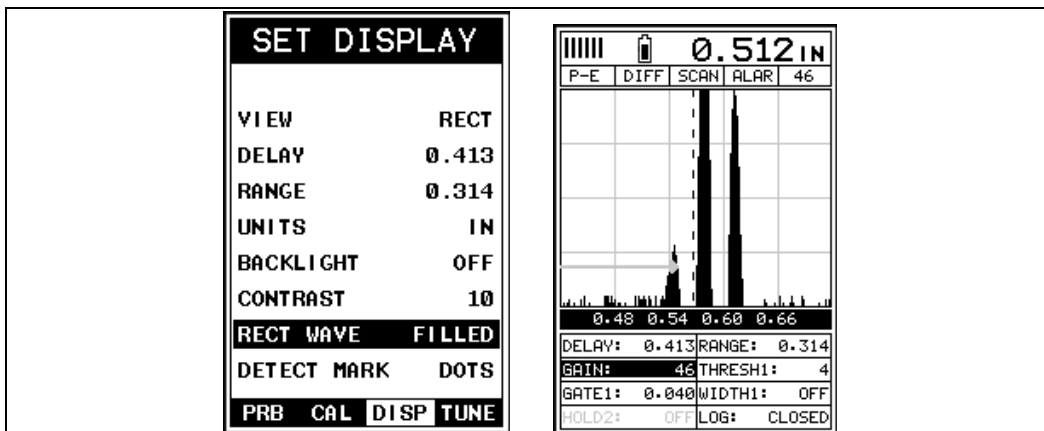 SET DISPLAY
VIEW RECT
DELAY 0.413
RANGE 0.314
UNITS IN
BACKLIGHT OFF
CONTRAST 10
RECT WAVE FILLED
DETECT MARK DOTS
PRB CAL DISP TUNE
0.512 IN
P-E DIFF SCAN ALAR 46
0.48 0.54 0.60 0.66
DELAY: 0.413 RANGE: 0.314
GAIN: 46 THRESH1: 4
GATE1: 0.040 WIDTH1: OFF
HOLD2: OFF LOG: CLOSED